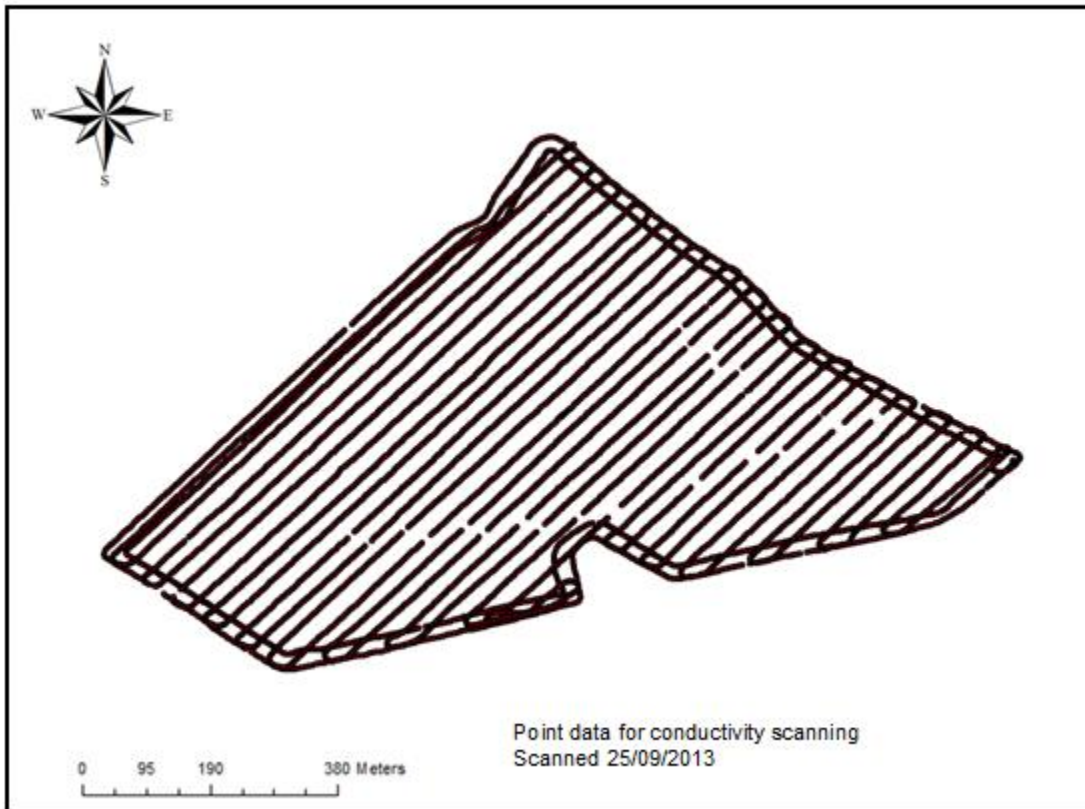 N
W E
S
Point data for conductivity scanning
Scanned 25/09/2013
0 95 190 380 Meters